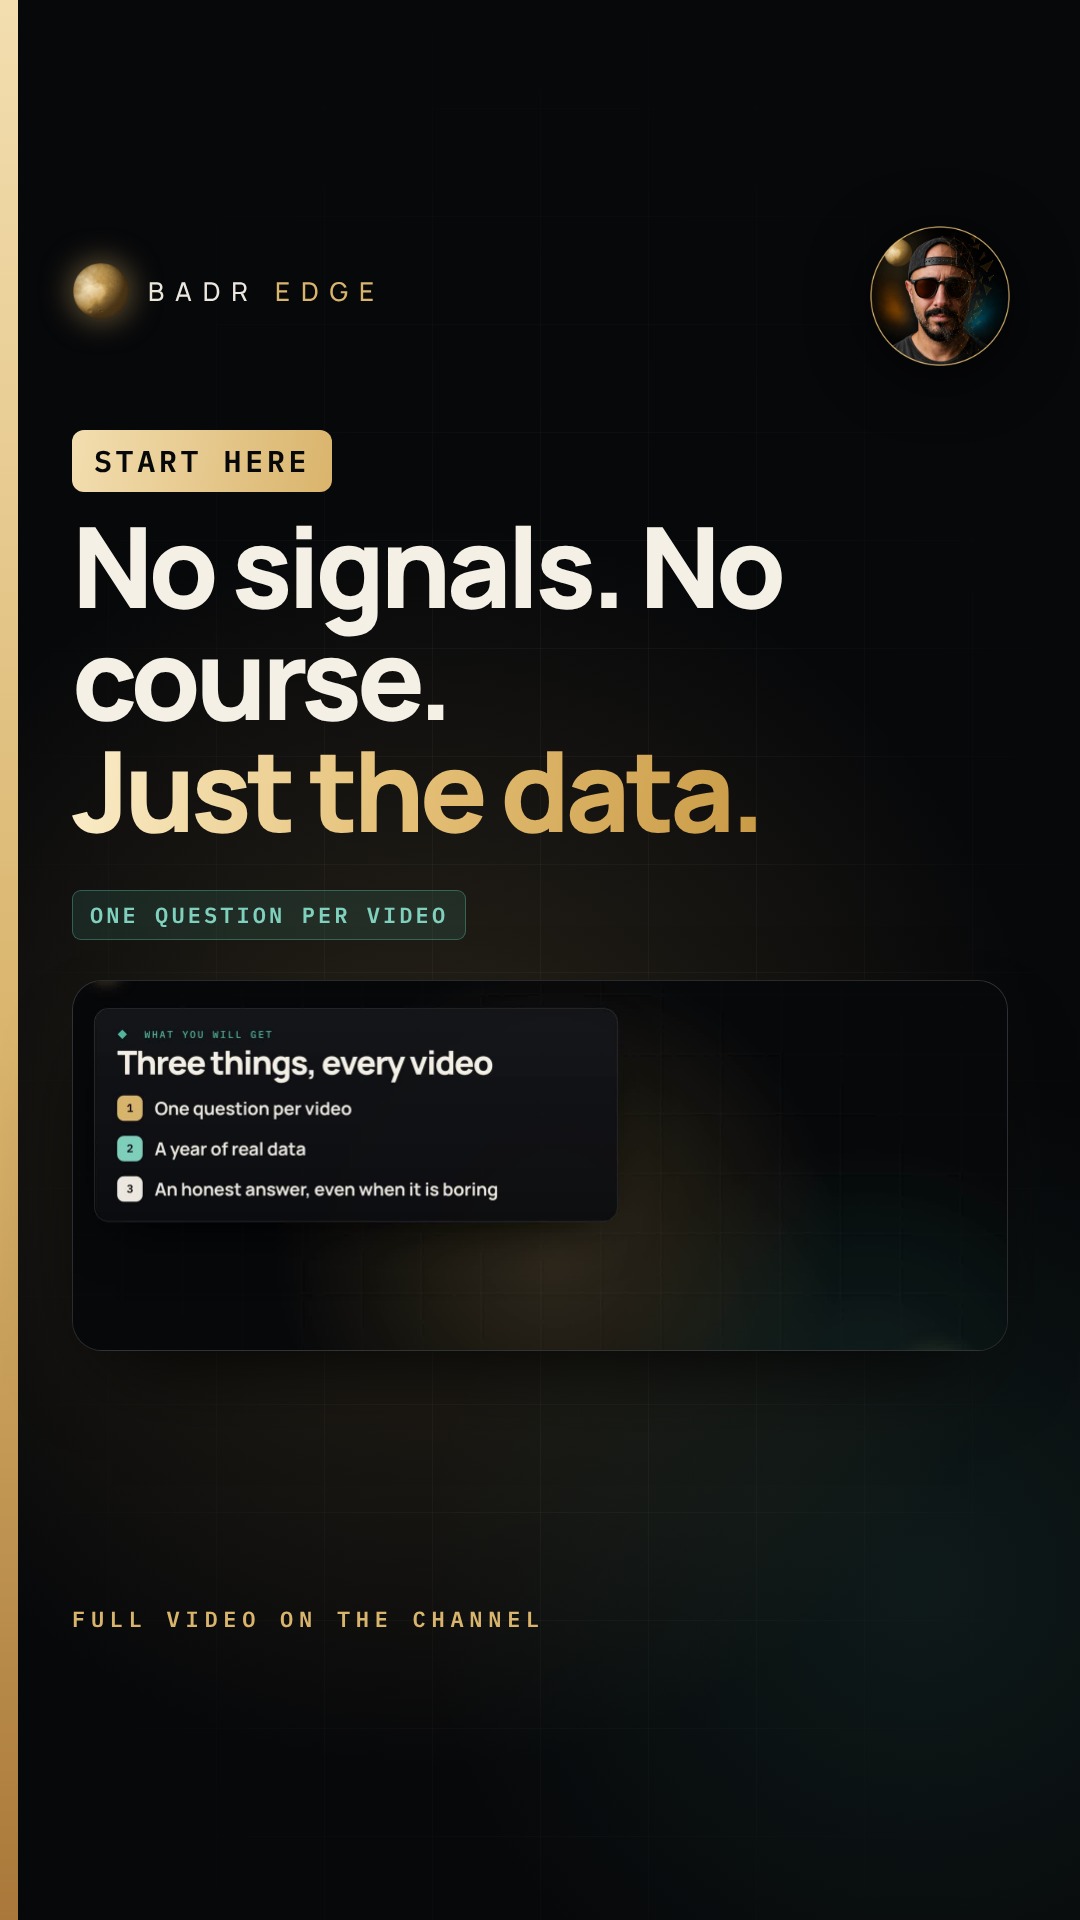 BADR EDGE
START HERE
No signals. No
course.
Just the data.
ONE QUESTION PER VIDEO
WHAT YOU WILL GET
Three things, every video
1 One question per video
2 A year of real data
3 An honest answer, even when it is boring
FULL VIDEO ON THE CHANNEL